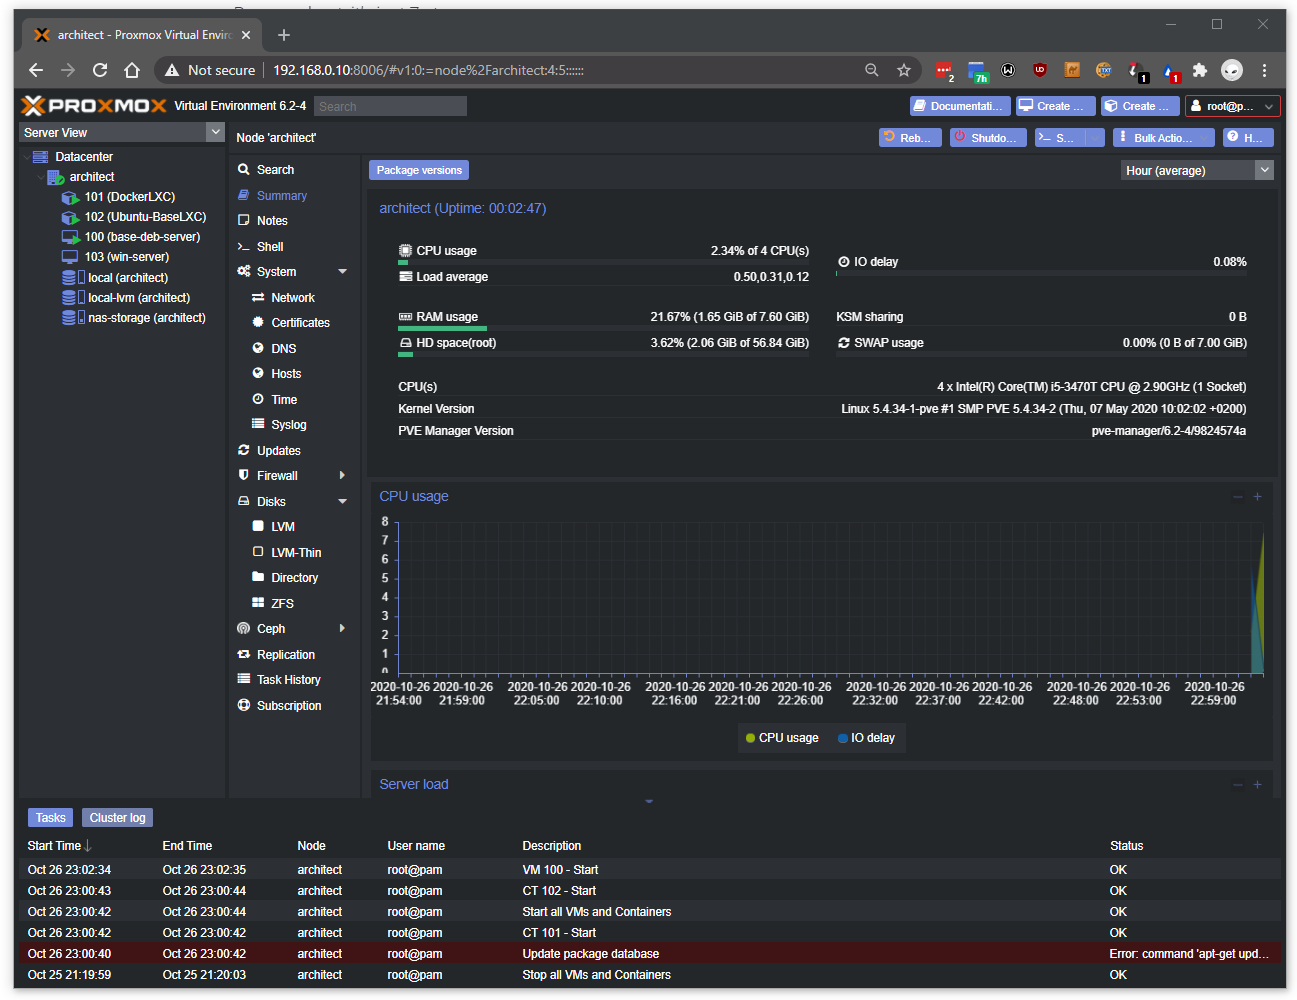 architect - Proxmox Virtual Envir
Not secure
192.168.0.10:8006/#v1:0:=node%2Farchitect:4:5::::::
2
7h
1
1
PROXMOX Virtual Environment 6.2-4
Search
Documentati...
Create ...
Create ...
root@p...
Server View
Node 'architect'
Reb...
Shutdo...
S...
Bulk Actio...
H...
Datacenter
architect
101 (DockerLXC)
102 (Ubuntu-BaseLXC)
100 (base-deb-server)
103 (win-server)
local (architect)
local-lvm (architect)
nas-storage (architect)
Search
Summary
Notes
Shell
System
Network
Certificates
DNS
Hosts
Time
Syslog
Updates
Firewall
Disks
LVM
LVM-Thin
Directory
ZFS
Ceph
Replication
Task History
Subscription
Package versions
Hour (average)
architect (Uptime: 00:02:47)
CPU usage 2.34% of 4 CPU(s)
Load average 0.50,0.31,0.12
IO delay 0.08%
RAM usage 21.67% (1.65 GiB of 7.60 GiB)
HD space(root) 3.62% (2.06 GiB of 56.84 GiB)
KSM sharing 0 B
SWAP usage 0.00% (0 B of 7.00 GiB)
CPU(s) 4 x Intel(R) Core(TM) i5-3470T CPU @ 2.90GHz (1 Socket)
Kernel Version Linux 5.4.34-1-pve #1 SMP PVE 5.4.34-2 (Thu, 07 May 2020 10:02:02 +0200)
PVE Manager Version pve-manager/6.2-4/9824574a
CPU usage
8
7
6
5
4
3
2
1
0
2020-10-26 2020-10-26 2020-10-26 2020-10-26 2020-10-26 2020-10-26 2020-10-26 2020-10-26 2020-10-26 2020-10-26 2020-10-26 2020-10-26 2020-10-26
21:54:00 21:59:00 22:05:00 22:10:00 22:16:00 22:21:00 22:26:00 22:32:00 22:37:00 22:42:00 22:48:00 22:53:00 22:59:00
CPU usage IO delay
Server load
Tasks Cluster log
Start Time End Time Node User name Description Status
Oct 26 23:02:34 Oct 26 23:02:35 architect root@pam VM 100 - Start OK
Oct 26 23:00:43 Oct 26 23:00:44 architect root@pam CT 102 - Start OK
Oct 26 23:00:42 Oct 26 23:00:44 architect root@pam Start all VMs and Containers OK
Oct 26 23:00:42 Oct 26 23:00:42 architect root@pam CT 101 - Start OK
Oct 26 23:00:40 Oct 26 23:00:42 architect root@pam Update package database Error: command 'apt-get upd...
Oct 25 21:19:59 Oct 25 21:20:03 architect root@pam Stop all VMs and Containers OK